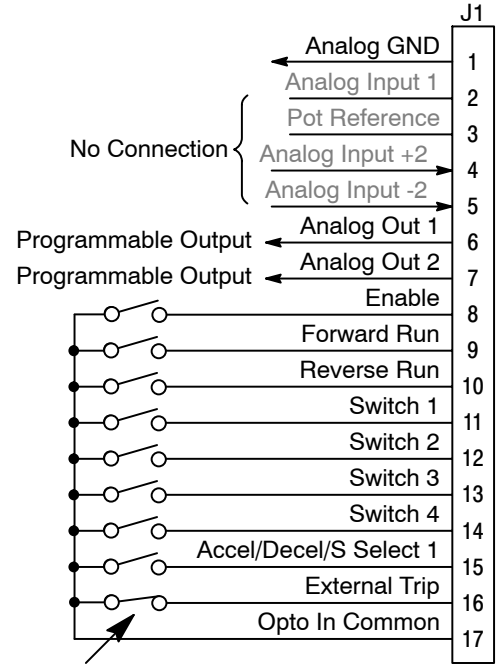 J1
Analog GND 1
Analog Input 1 2
Pot Reference 3
No Connection
Analog Input +2 4
Analog Input -2 5
Programmable Output Analog Out 1 6
Programmable Output Analog Out 2 7
Enable 8
Forward Run 9
Reverse Run 10
Switch 1 11
Switch 2 12
Switch 3 13
Switch 4 14
Accel/Decel/S Select 1 15
External Trip 16
Opto In Common 17